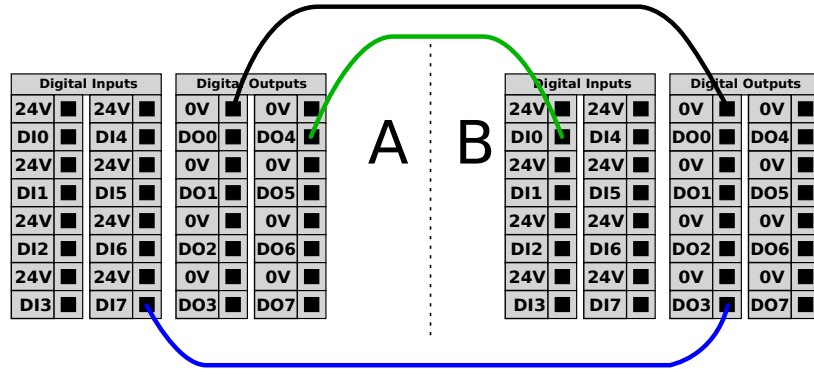 Digital Inputs Digital Outputs Digital Inputs Digital Outputs
24V 24V 0V 0V 24V 24V 0V 0V
DI0 DI4 DO0 DO4 A B DI0 DI4 DO0 DO4
24V 24V 0V 0V 24V 24V 0V 0V
DI1 DI5 DO1 DO5 DI1 DI5 DO1 DO5
24V 24V 0V 0V 24V 24V 0V 0V
DI2 DI6 DO2 DO6 DI2 DI6 DO2 DO6
24V 24V 0V 0V 24V 24V 0V 0V
DI3 DI7 DO3 DO7 DI3 DI7 DO3 DO7